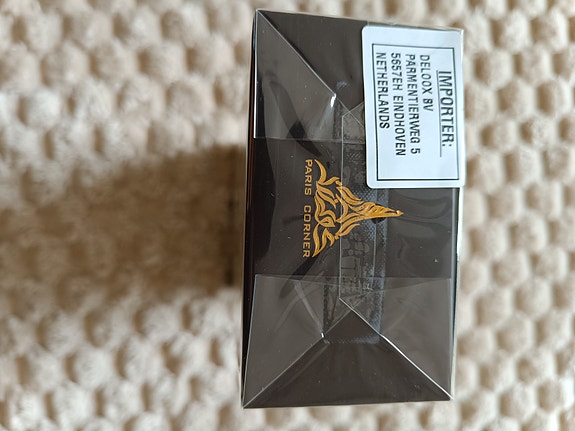 IMPORTER:
DELOOX BV
PARMENTIERWEG 5
5657EH EINDHOVEN
NETHERLANDS
PARIS CORNER